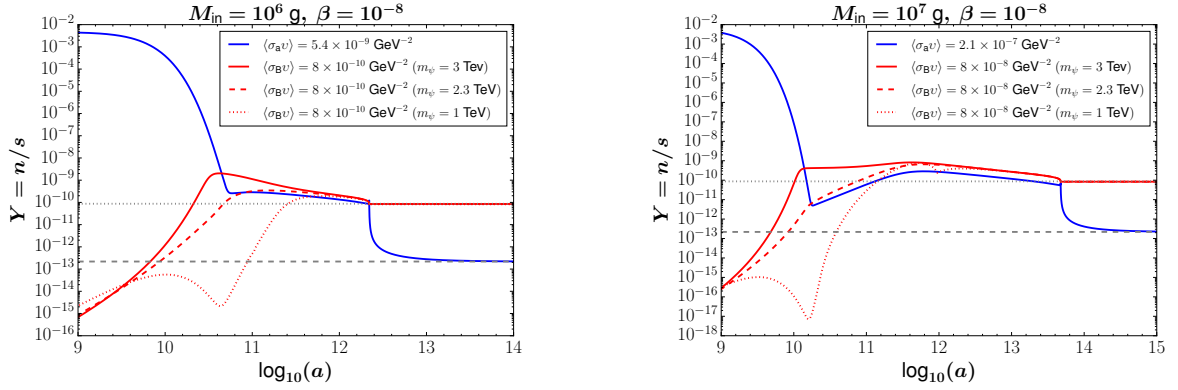 M_in = 10^6 g, β = 10^-8
Y = n/s
10^-2
10^-3
10^-4
10^-5
10^-6
10^-7
10^-8
10^-9
10^-10
10^-11
10^-12
10^-13
10^-14
10^-15
10^-16
⟨σ_a υ⟩ = 5.4 × 10^-9 GeV^-2
⟨σ_B υ⟩ = 8 × 10^-10 GeV^-2 (m_ψ = 3 Tev)
⟨σ_B υ⟩ = 8 × 10^-10 GeV^-2 (m_ψ = 2.3 TeV)
⟨σ_B υ⟩ = 8 × 10^-10 GeV^-2 (m_ψ = 1 TeV)
9 10 11 12 13 14
log_10(a)
M_in = 10^7 g, β = 10^-8
Y = n/s
10^-2
10^-3
10^-4
10^-5
10^-6
10^-7
10^-8
10^-9
10^-10
10^-11
10^-12
10^-13
10^-14
10^-15
10^-16
10^-17
10^-18
⟨σ_a υ⟩ = 2.1 × 10^-7 GeV^-2
⟨σ_B υ⟩ = 8 × 10^-8 GeV^-2 (m_ψ = 3 Tev)
⟨σ_B υ⟩ = 8 × 10^-8 GeV^-2 (m_ψ = 2.3 TeV)
⟨σ_B υ⟩ = 8 × 10^-8 GeV^-2 (m_ψ = 1 TeV)
9 10 11 12 13 14 15
log_10(a)